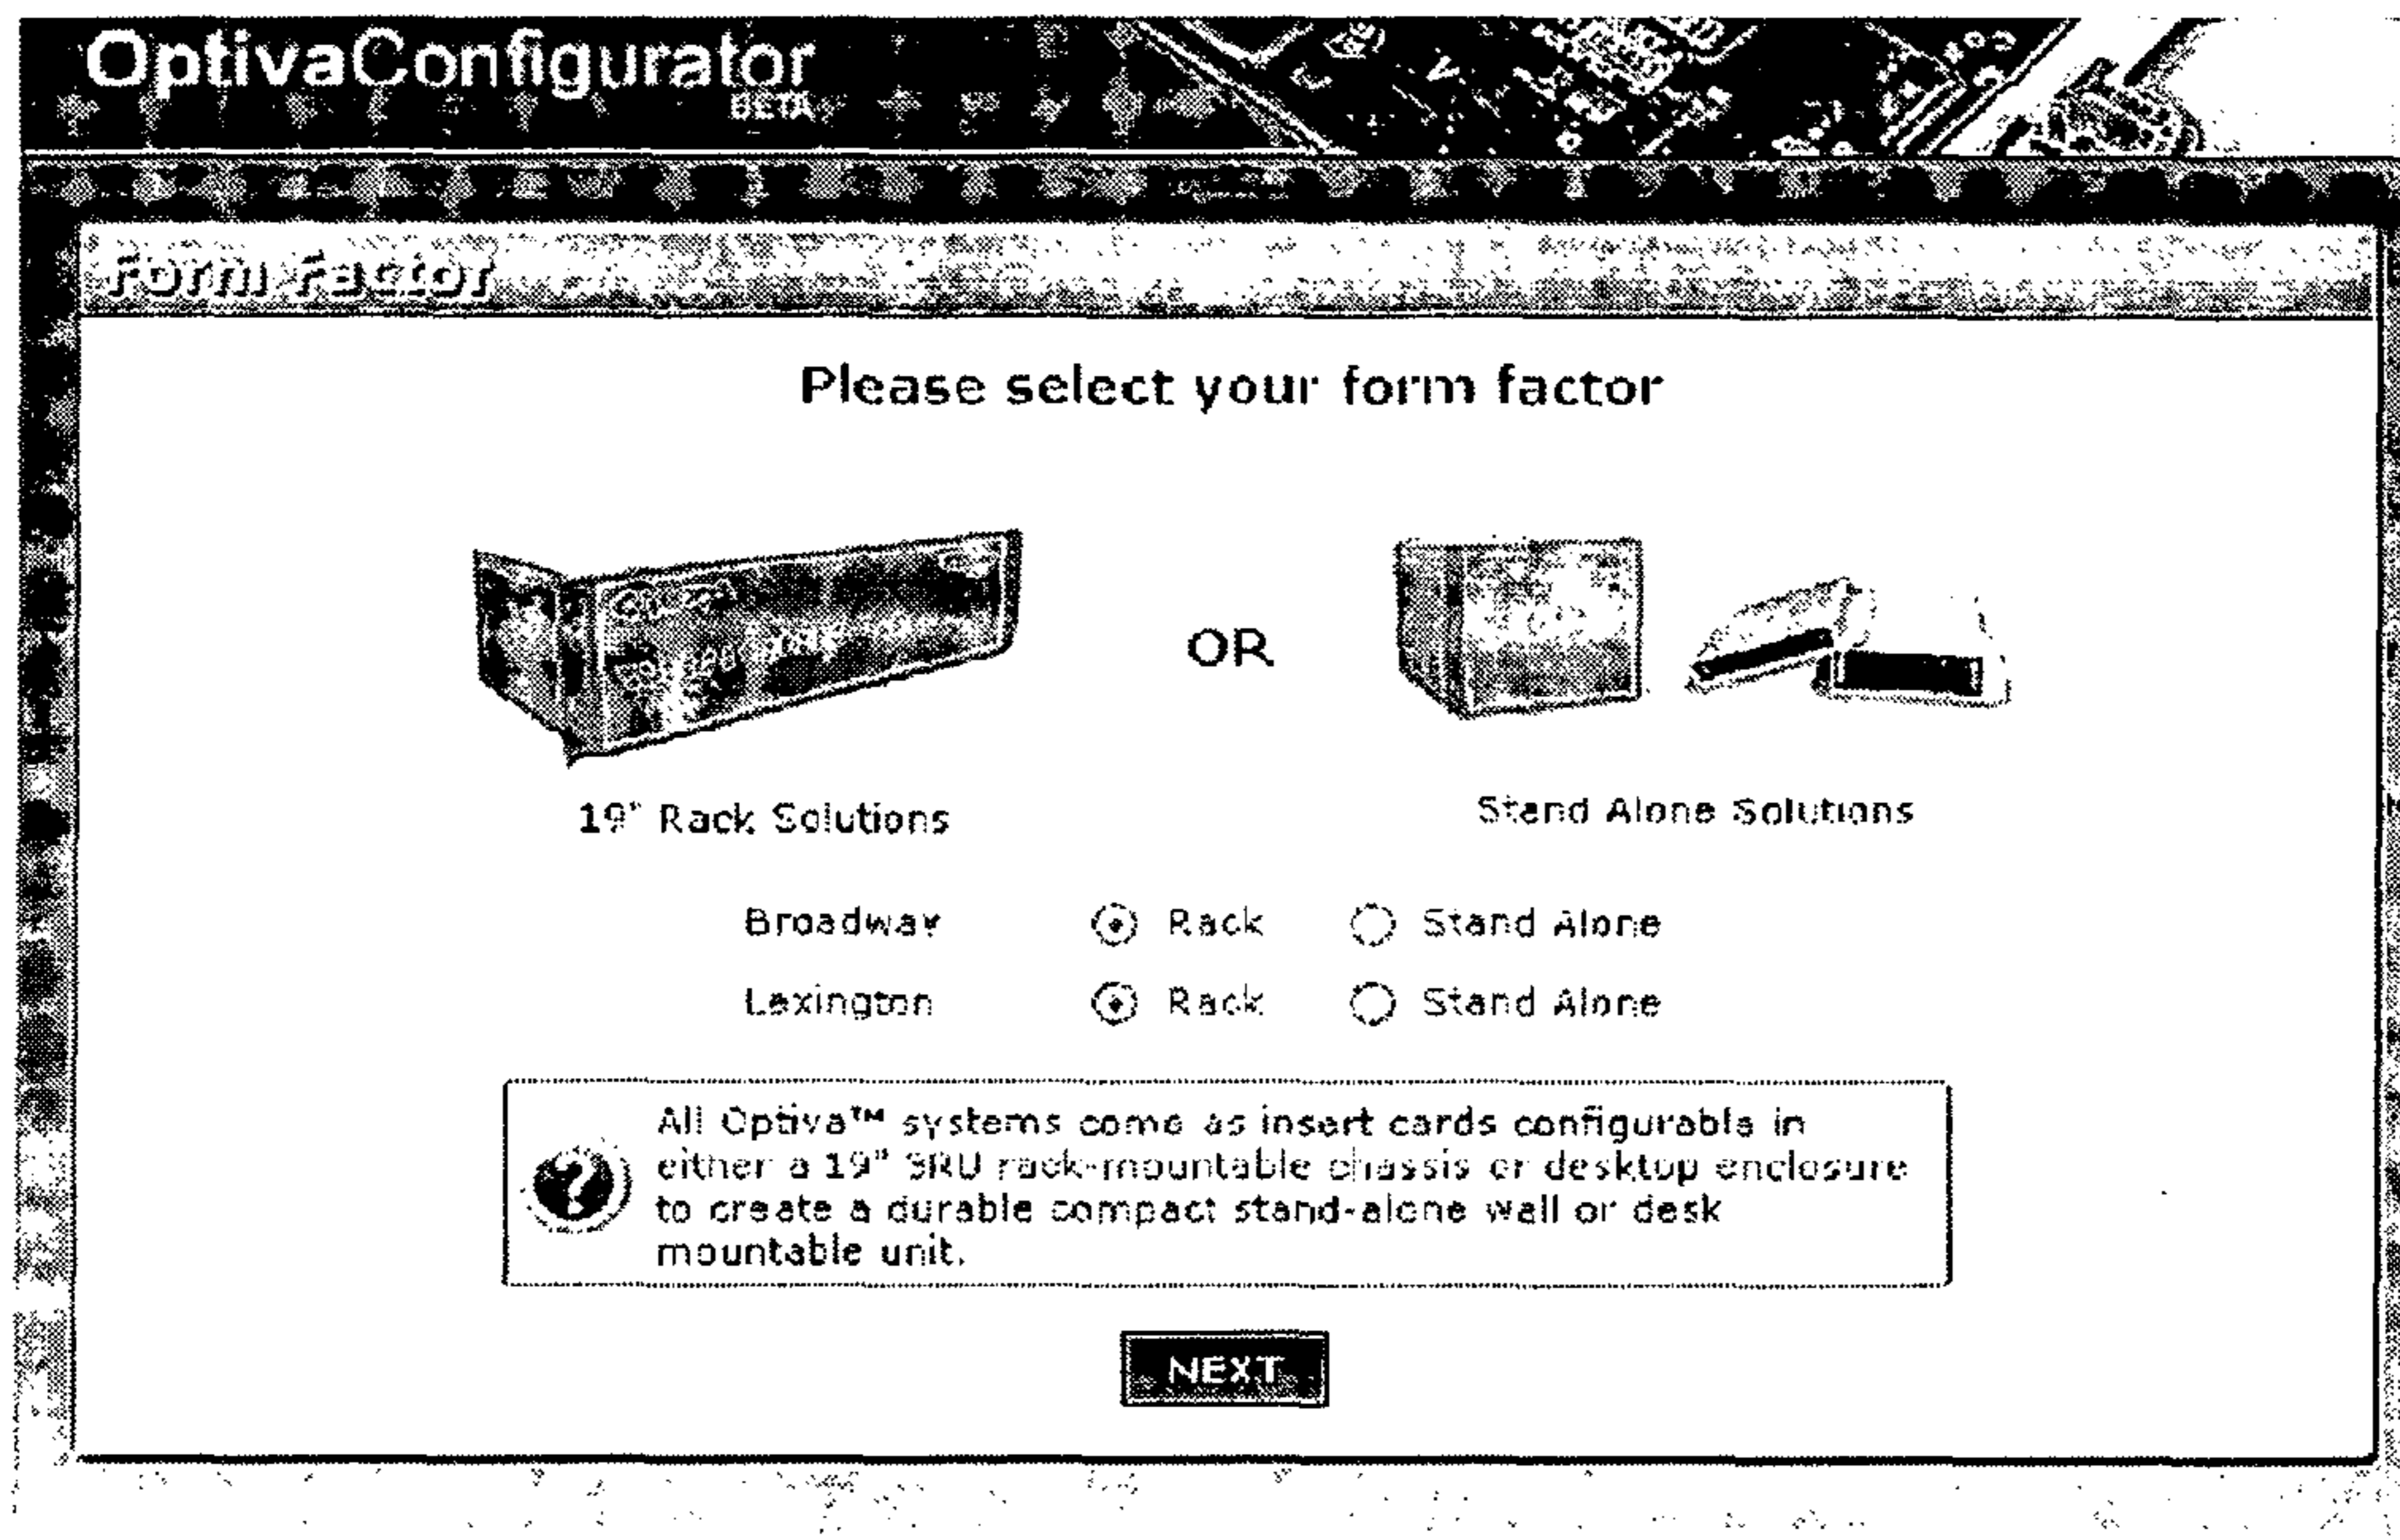 OptivaConfigurator
BETA
Form Factor
Please select your form factor
OR
19" Rack Solutions
Stand Alone Solutions
Broadway Rack Stand Alone
Lexington Rack Stand Alone
All Optiva™ systems come as insert cards configurable in
either a 19" 3RU rack-mountable chassis or desktop enclosure
to create a durable compact stand-alone wall or desk
mountable unit.
NEXT